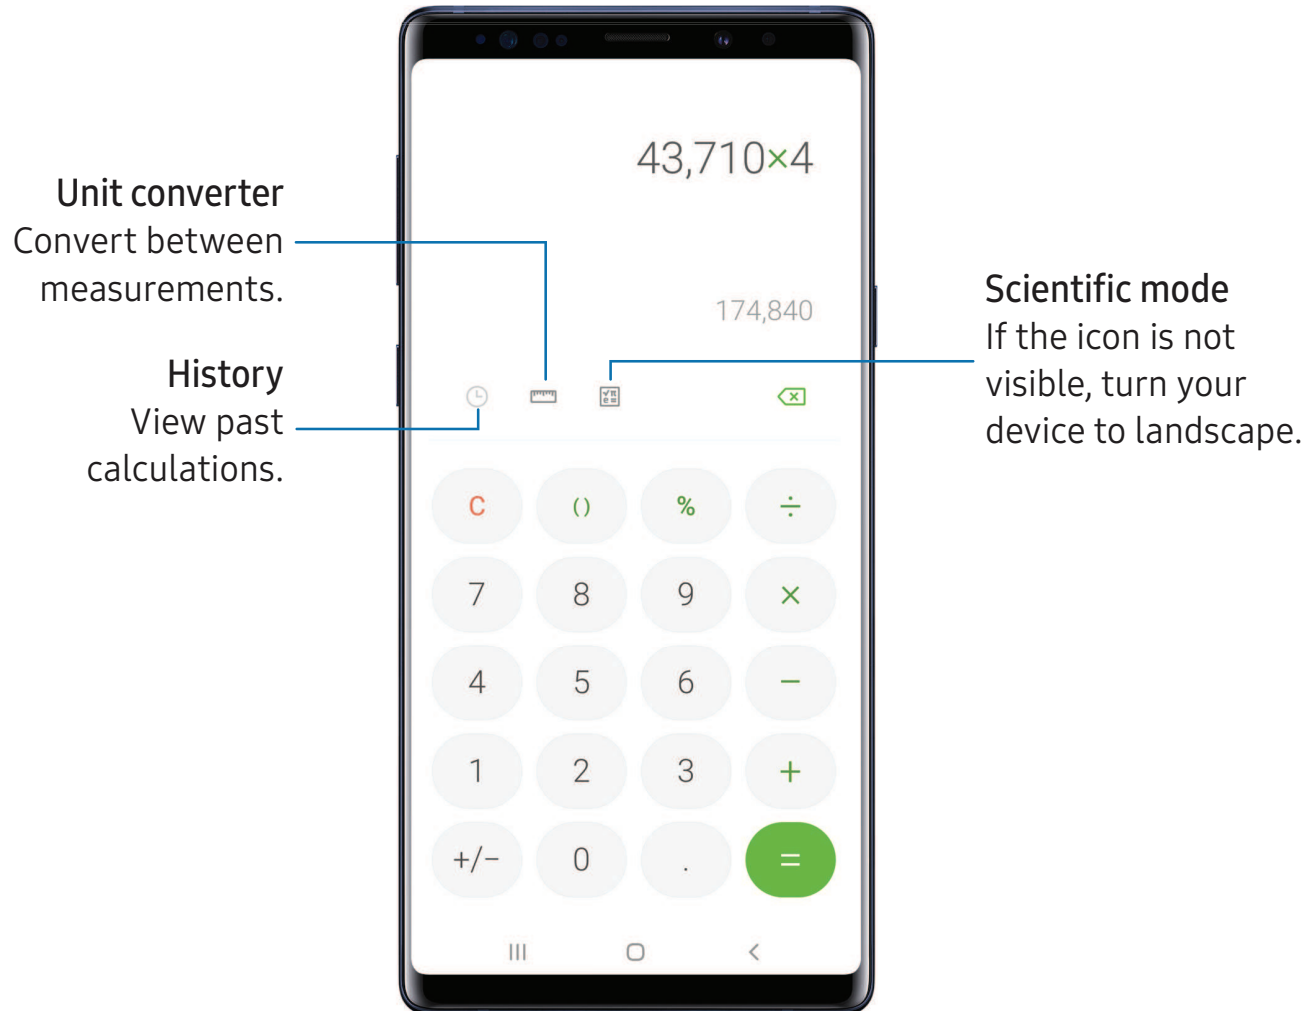 43,710×4
Unit converter
Convert between
measurements.
174,840
Scientific mode
If the icon is not
visible, turn your
device to landscape.
History
View past
calculations.
C () % ÷
7 8 9 ×
4 5 6 −
1 2 3 +
+/− 0 . =